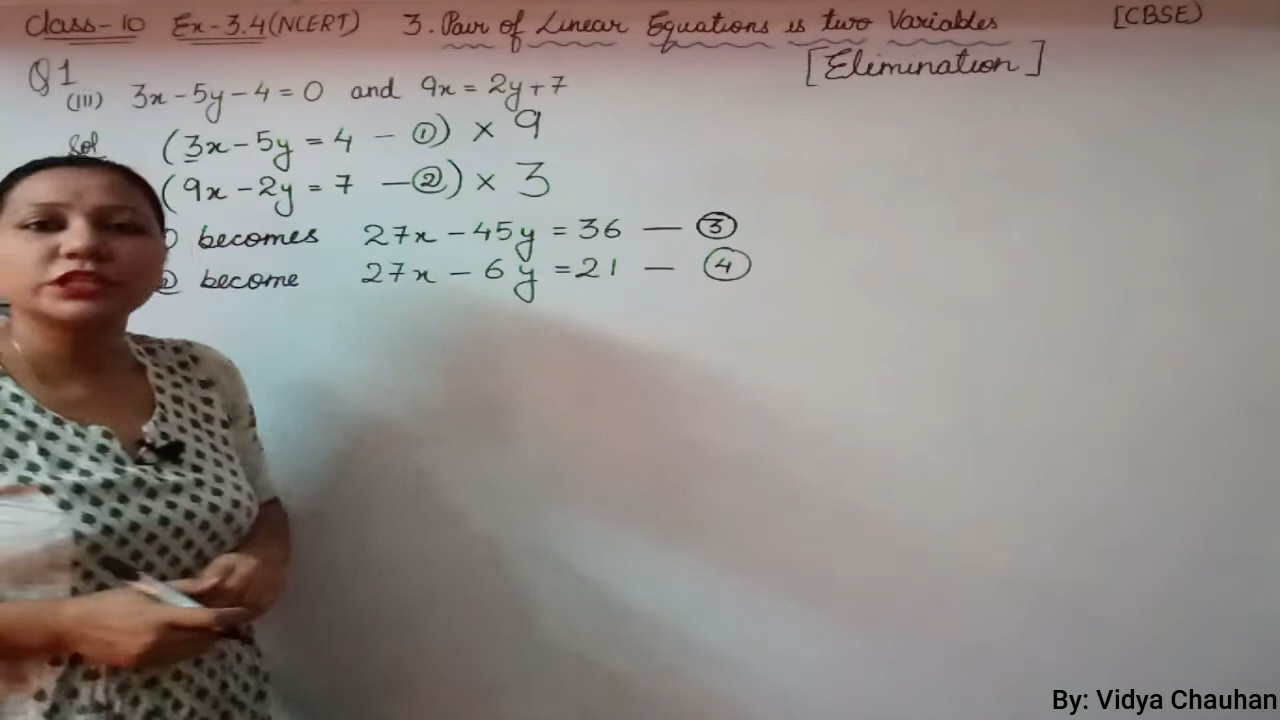 Class-10 Ex-3.4(NCERT) 3. Pair of Linear Equations is two Variables [CBSE)
[Elimination]
Q1
(III) 3x-5y-4=0 and 9x=2y+7
Sol
(3x-5y=4 - ①) × 9
(9x-2y=7 - ②) × 3
becomes 27x-45y=36 - ③
② become 27x-6y=21 - ④
By: Vidya Chauhan